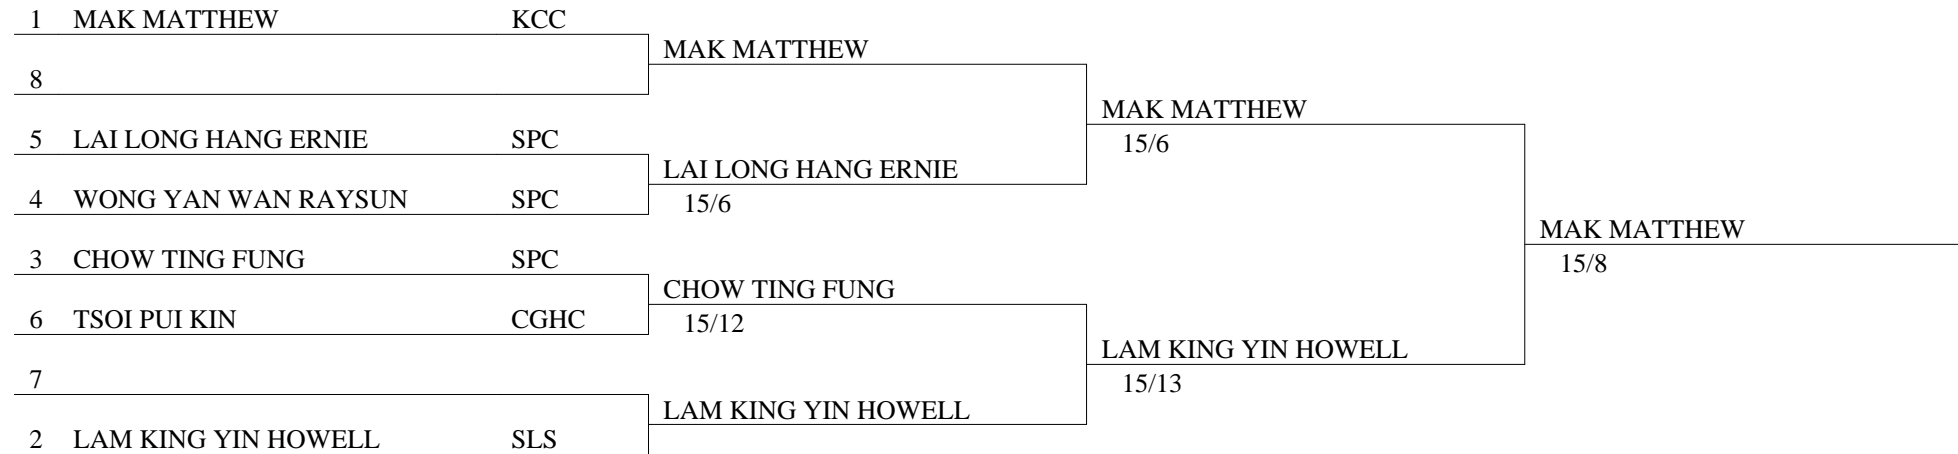 1 MAK MATTHEW KCC
MAK MATTHEW
8
MAK MATTHEW
5 LAI LONG HANG ERNIE SPC
15/6
LAI LONG HANG ERNIE
4 WONG YAN WAN RAYSUN SPC
15/6
MAK MATTHEW
3 CHOW TING FUNG SPC
15/8
CHOW TING FUNG
6 TSOI PUI KIN CGHC
15/12
LAM KING YIN HOWELL
7
15/13
LAM KING YIN HOWELL
2 LAM KING YIN HOWELL SLS